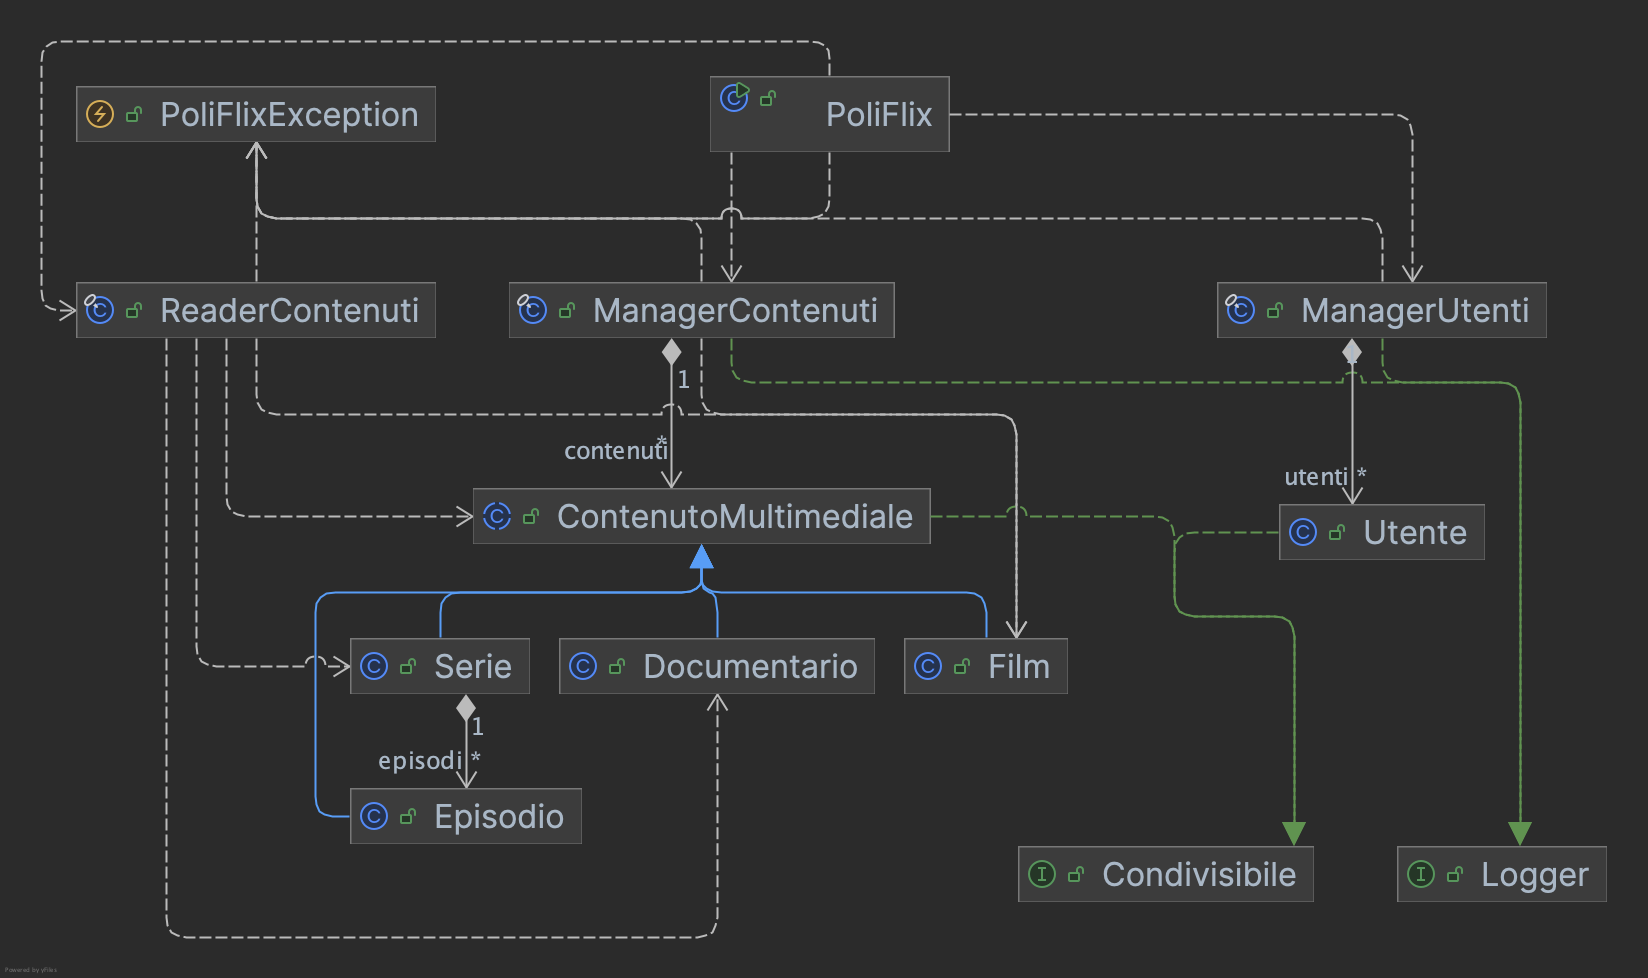 PoliFlixException
PoliFlix
ReaderContenuti
ManagerContenuti
ManagerUtenti
1
contenuti
*
utenti *
ContenutoMultimediale
Utente
Serie
Documentario
Film
1
episodi *
Episodio
Condivisibile
Logger
Powered by yFiles